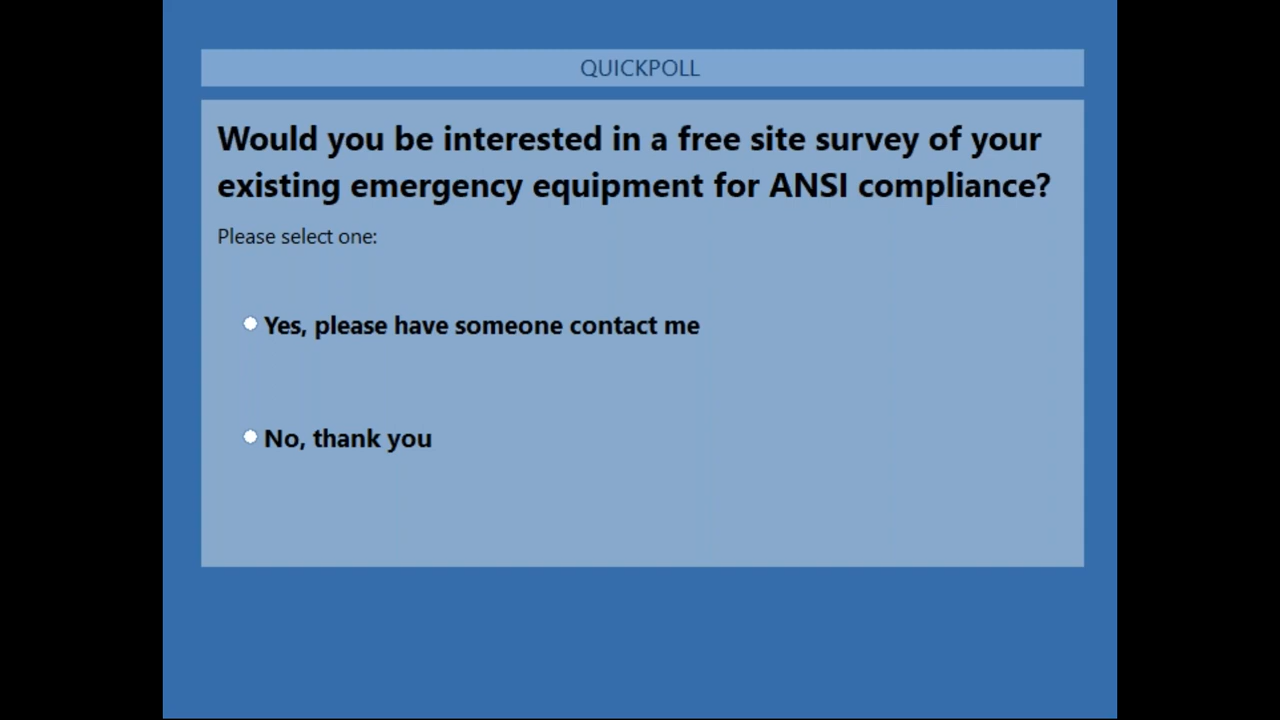 QUICKPOLL
Would you be interested in a free site survey of your
existing emergency equipment for ANSI compliance?
Please select one:
Yes, please have someone contact me
No, thank you